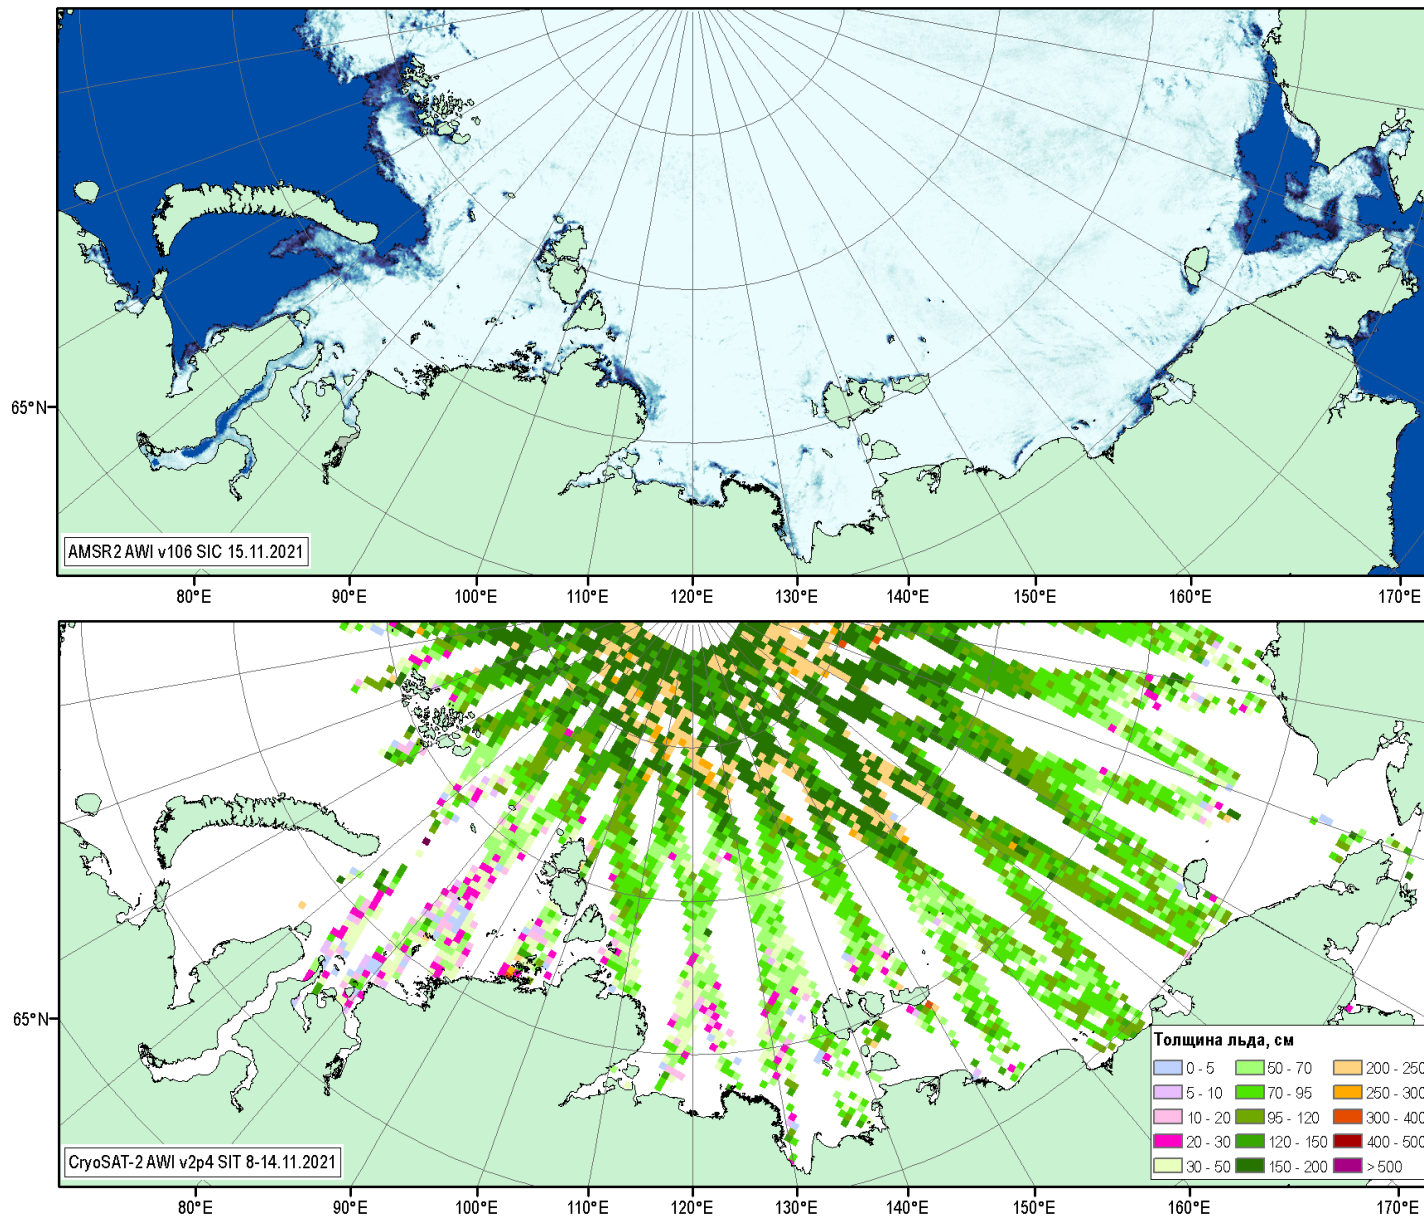 65°N
AMSR2 AWI v106 SIC 15.11.2021
80°E 90°E 100°E 110°E 120°E 130°E 140°E 150°E 160°E 170°E
65°N
Толщина льда, см
0 - 5 50 - 70 200 - 250
5 - 10 70 - 95 250 - 300
10 - 20 95 - 120 300 - 400
20 - 30 120 - 150 400 - 500
30 - 50 150 - 200 > 500
CryoSAT-2 AWI v2p4 SIT 8-14.11.2021
80°E 90°E 100°E 110°E 120°E 130°E 140°E 150°E 160°E 170°E